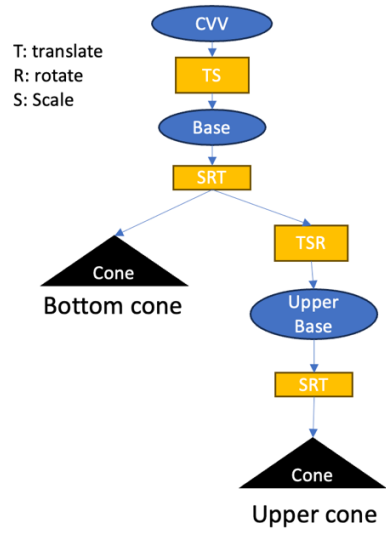 CVV
T: translate
R: rotate
S: Scale
TS
Base
SRT
TSR
Cone
Bottom cone
Upper
Base
SRT
Cone
Upper cone